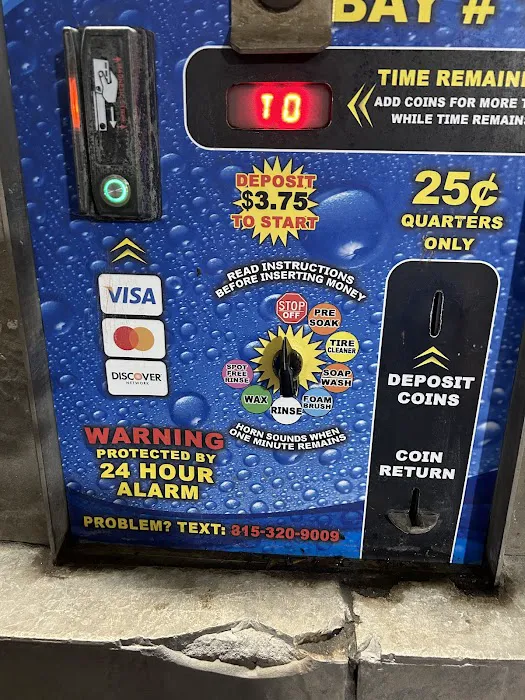 BAY #
TIME REMAIN
ADD COINS FOR MORE
WHILE TIME REMAINS
TO
DEPOSIT
$3.75
TO START
25¢
QUARTERS
ONLY
READ INSTRUCTIONS
BEFORE INSERTING MONEY
VISA
mastercard
DISCOVER
NETWORK
STOP
OFF
PRE
SOAK
TIRE
CLEANER
SOAP
WASH
FOAM
BRUSH
RINSE
WAX
SPOT
FREE
RINSE
HORN SOUNDS WHEN
ONE MINUTE REMAINS
DEPOSIT
COINS
COIN
RETURN
WARNING
PROTECTED BY
24 HOUR
ALARM
PROBLEM? TEXT: 815-320-9009